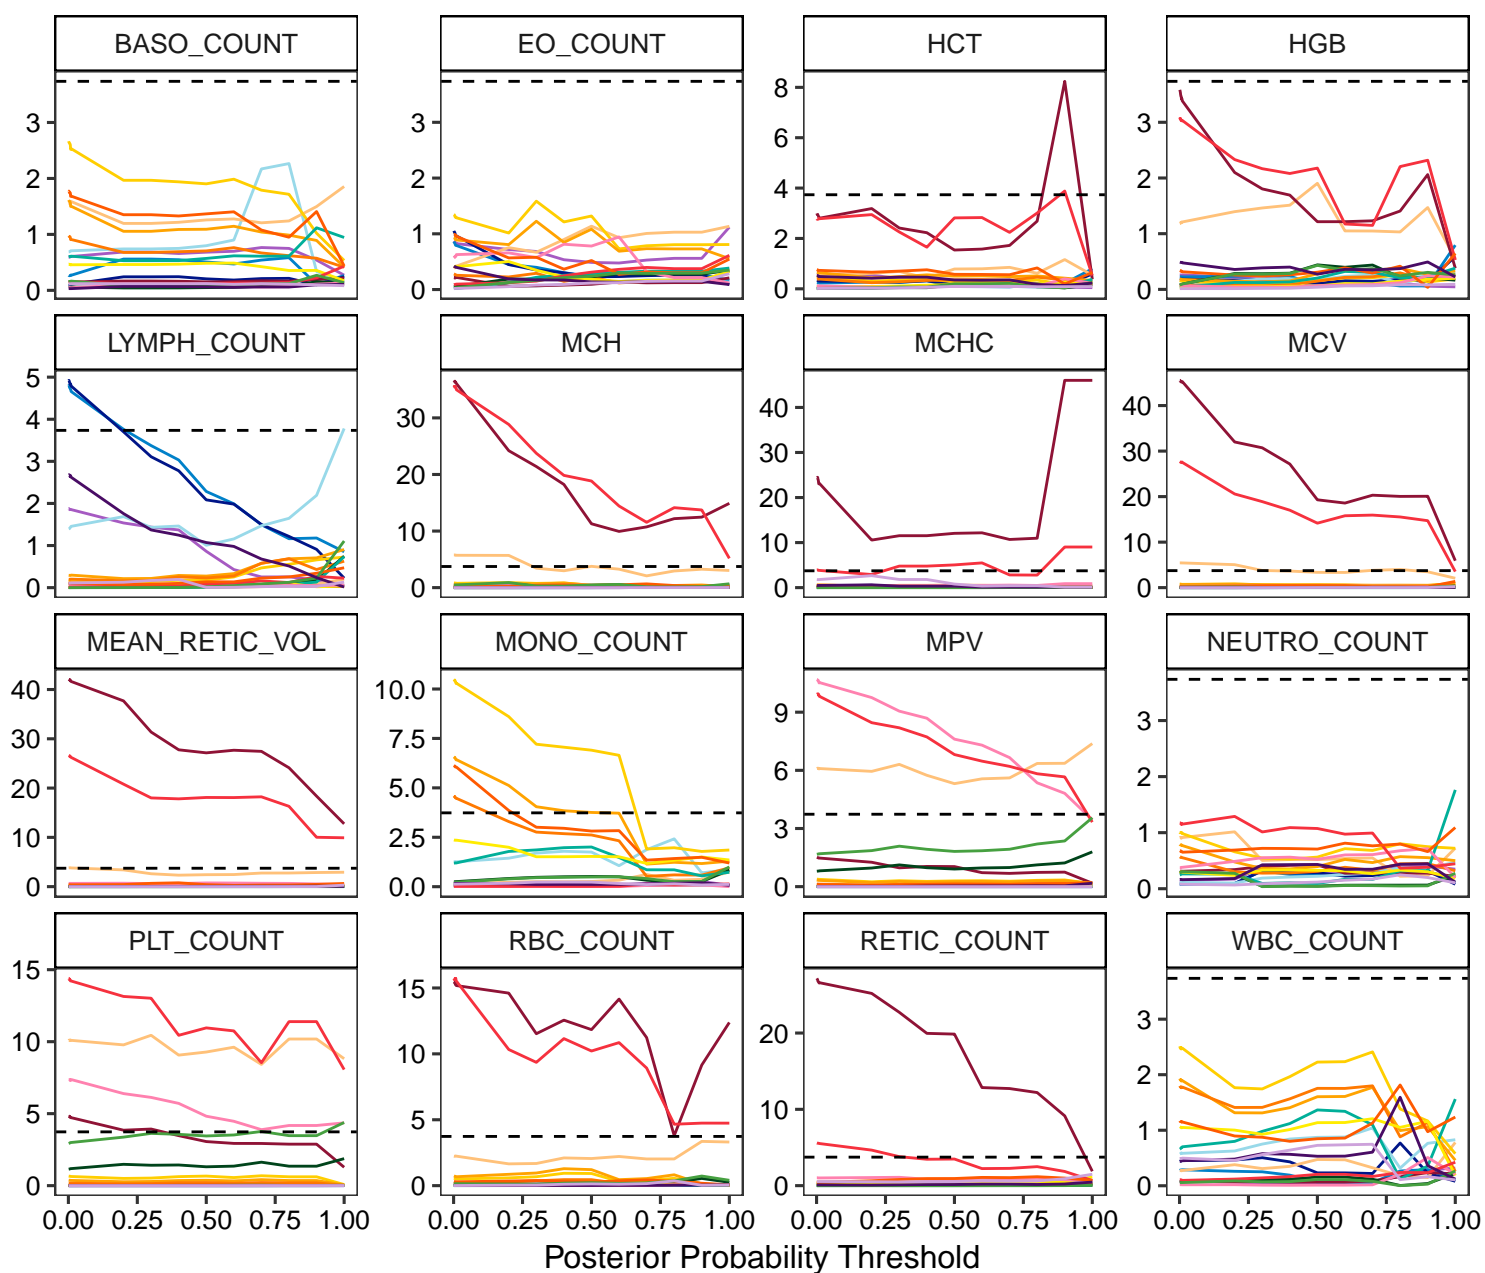 BASO_COUNT EO_COUNT HCT HGB
3 2 1 0
3 2 1 0
8 6 4 2 0
3 2 1 0
LYMPH_COUNT MCH MCHC MCV
5 4 3 2 1 0
30 20 10 0
40 30 20 10 0
40 30 20 10 0
MEAN_RETIC_VOL MONO_COUNT MPV NEUTRO_COUNT
40 30 20 10 0
10.0 7.5 5.0 2.5 0.0
9 6 3 0
3 2 1 0
PLT_COUNT RBC_COUNT RETIC_COUNT WBC_COUNT
15 10 5 0
15 10 5 0
20 10 0
3 2 1 0
0.00 0.25 0.50 0.75 1.00 0.00 0.25 0.50 0.75 1.00 0.00 0.25 0.50 0.75 1.00 0.00 0.25 0.50 0.75 1.00
Posterior Probability Threshold